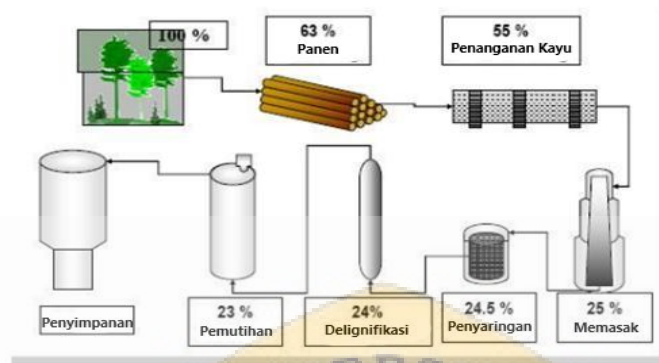 100 %
63 %
Panen
55 %
Penanganan Kayu
Penyimpanan
23 %
Pemutihan
24%
Delignifikasi
24.5 %
Penyaringan
25 %
Memasak